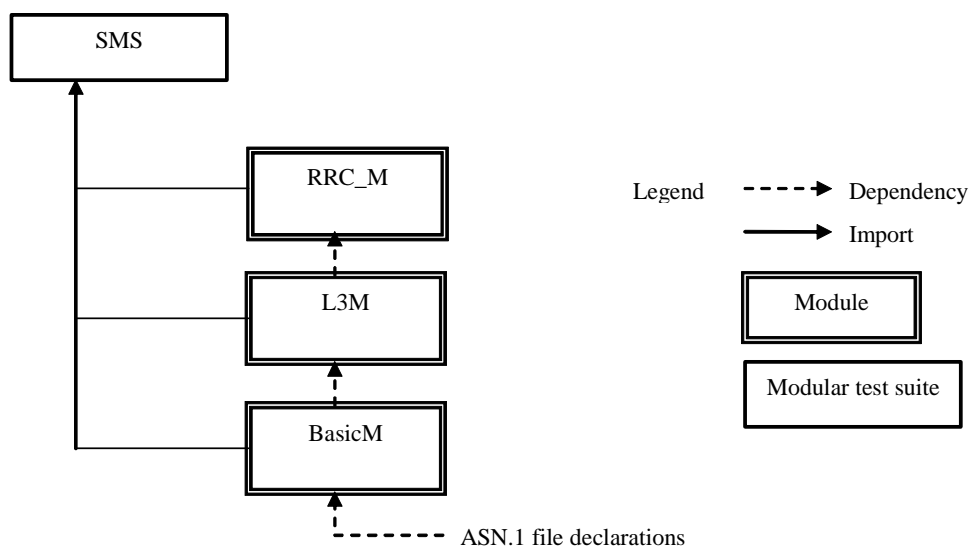 SMS
RRC_M
Legend
Dependency
Import
L3M
Module
Modular test suite
BasicM
ASN.1 file declarations